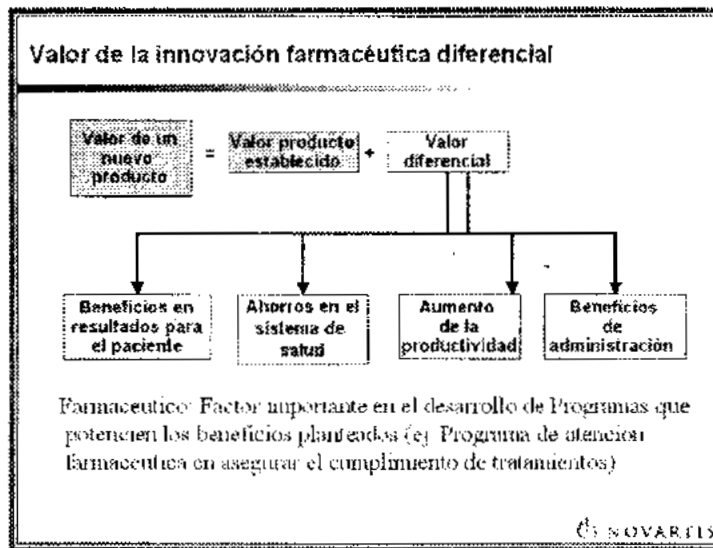 Valor de la innovación farmacéutica diferencial
Valor de un
nuevo
producto
=
Valor producto
establecido
+
Valor
diferencial
Beneficios en
resultados para
el paciente
Ahorros en el
sistema de
salud
Aumento
de la
productividad
Beneficios
de
administración
Farmaceutico: Factor importante en el desarrollo de Programas que
potencien los beneficios planteados (ej. Programa de atencion
farmaceutica en asegurar el cumplimiento de tratamientos)
NOVARTIS